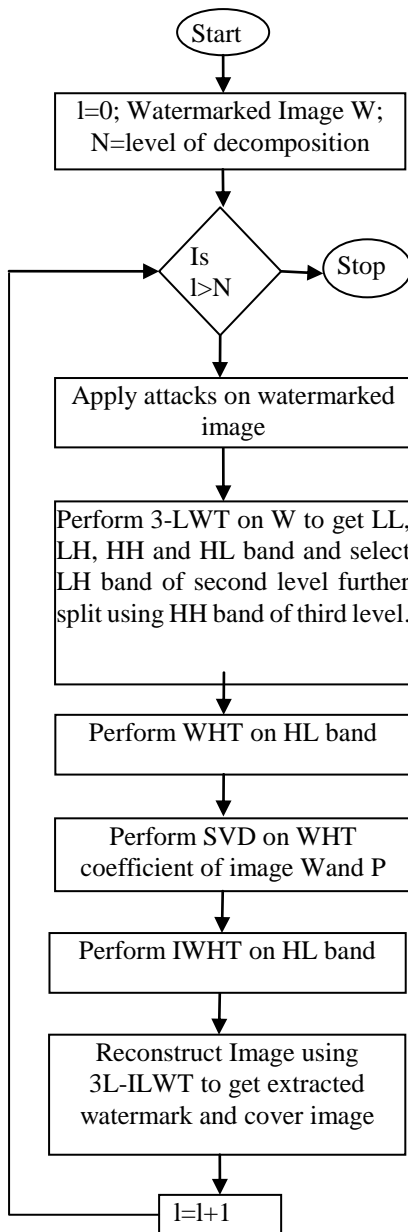 Start
l=0; Watermarked Image W;
N=level of decomposition
Is
l>N
Stop
Apply attacks on watermarked
image
Perform 3-LWT on W to get LL,
LH, HH and HL band and select
LH band of second level further
split using HH band of third level.
Perform WHT on HL band
Perform SVD on WHT
coefficient of image Wand P
Perform IWHT on HL band
Reconstruct Image using
3L-ILWT to get extracted
watermark and cover image
l=l+1